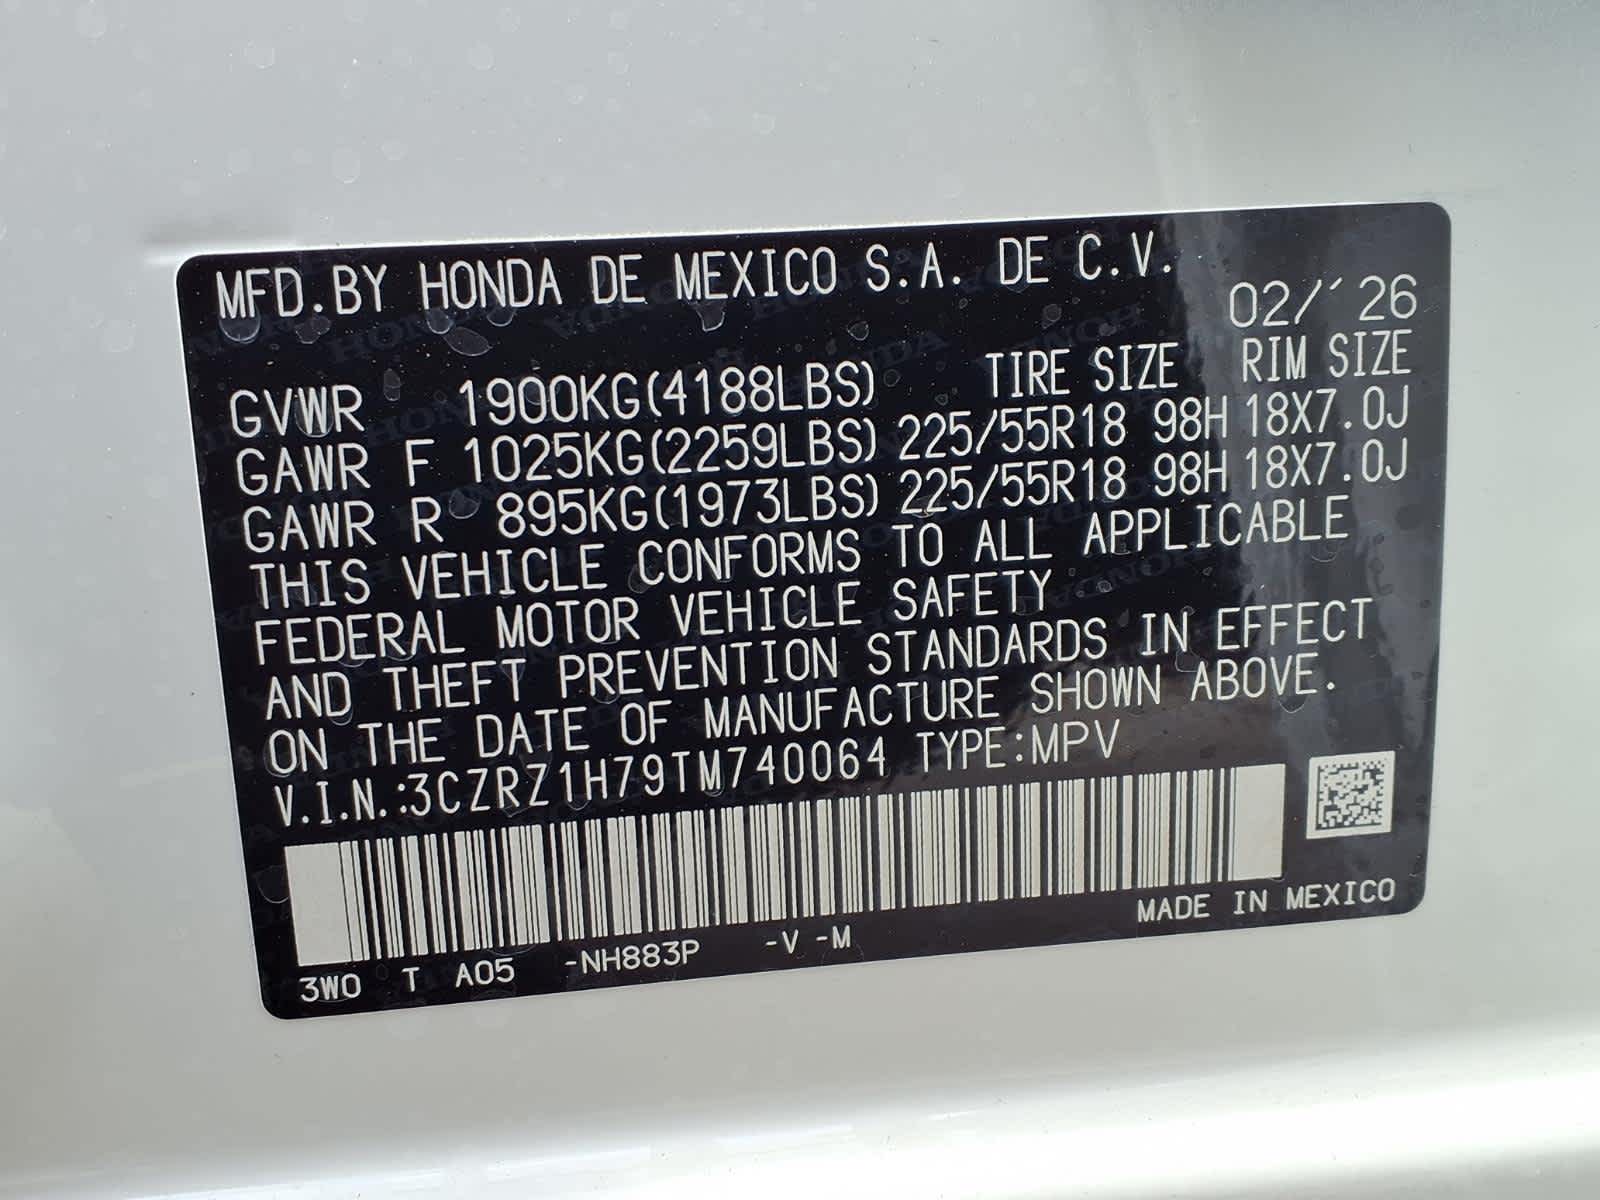 MFD.BY HONDA DE MEXICO S.A. DE C.V.
02/'26
GVWR 1900KG(4188LBS) TIRE SIZE RIM SIZE
GAWR F 1025KG(2259LBS) 225/55R18 98H 18X7.0J
GAWR R 895KG(1973LBS) 225/55R18 98H 18X7.0J
THIS VEHICLE CONFORMS TO ALL APPLICABLE
FEDERAL MOTOR VEHICLE SAFETY
AND THEFT PREVENTION STANDARDS IN EFFECT
ON THE DATE OF MANUFACTURE SHOWN ABOVE.
V.I.N.:3CZRZ1H79TM740064 TYPE:MPV
MADE IN MEXICO
3W0 T A05 -NH883P -V -M